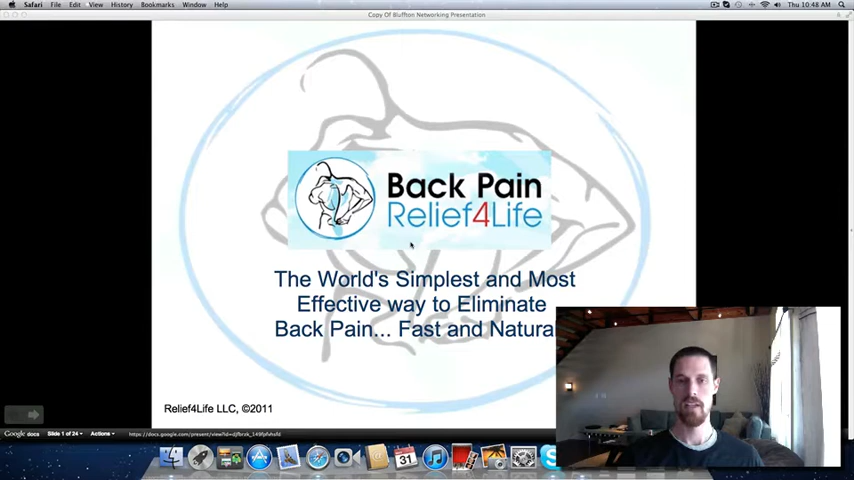 Safari File Edit View History Bookmarks Window Help
Thu 10:48 AM
Copy Of Bluffton Networking Presentation
Back Pain
Relief4Life
The World's Simplest and Most
Effective way to Eliminate
Back Pain... Fast and Natura
Relief4Life LLC, ©2011
Google docs Slide 1 of 24 Actions
31